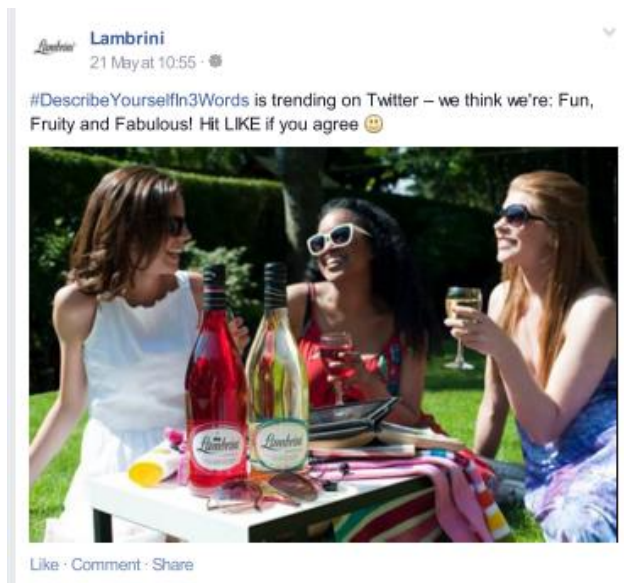 Lambrini
Lambrini
21 May at 10:55 ·
#DescribeYourselfIn3Words is trending on Twitter – we think we're: Fun,
Fruity and Fabulous! Hit LIKE if you agree
Lambrini
Lambrini
Like · Comment · Share